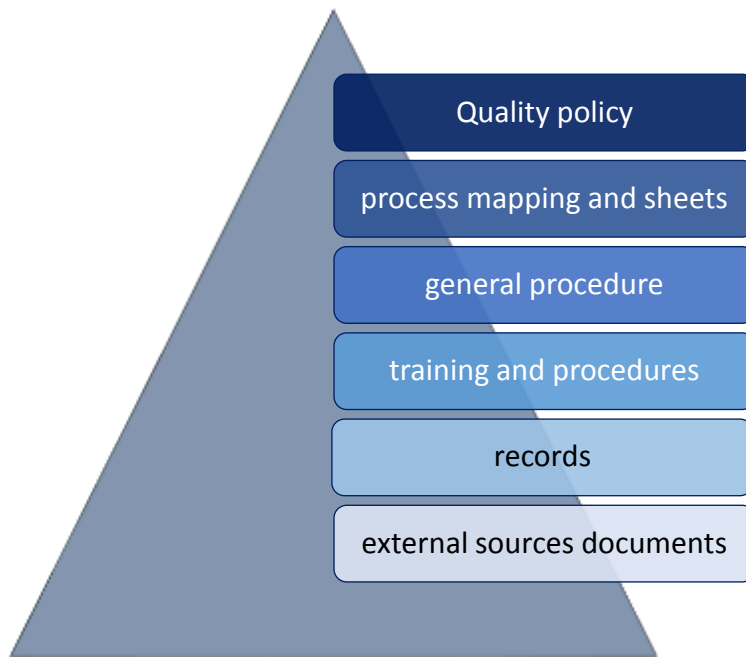 Quality policy
process mapping and sheets
general procedure
training and procedures
records
external sources documents